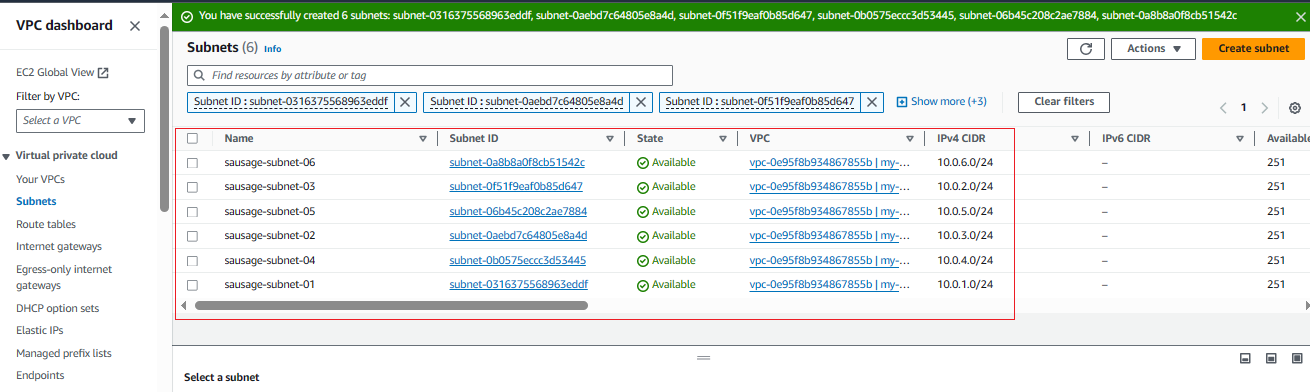 VPC dashboard
EC2 Global View
Filter by VPC:
Select a VPC
Virtual private cloud
Your VPCs
Subnets
Route tables
Internet gateways
Egress-only internet
gateways
DHCP option sets
Elastic IPs
Managed prefix lists
Endpoints
You have successfully created 6 subnets: subnet-0316375568963eddf, subnet-0aebd7c64805e8a4d, subnet-0f51f9eaf0b85d647, subnet-0b0575eccc3d53445, subnet-06b45c208c2ae7884, subnet-0a8b8a0f8cb51542c
Subnets (6) Info
Actions
Create subnet
Find resources by attribute or tag
Subnet ID : subnet-0316375568963eddf
Subnet ID : subnet-0aebd7c64805e8a4d
Subnet ID : subnet-0f51f9eaf0b85d647
Show more (+3)
Clear filters
1
Name Subnet ID State VPC IPv4 CIDR IPv6 CIDR Available
sausage-subnet-06 subnet-0a8b8a0f8cb51542c Available vpc-0e95f8b934867855b | my-... 10.0.6.0/24 – 251
sausage-subnet-03 subnet-0f51f9eaf0b85d647 Available vpc-0e95f8b934867855b | my-... 10.0.2.0/24 – 251
sausage-subnet-05 subnet-06b45c208c2ae7884 Available vpc-0e95f8b934867855b | my-... 10.0.5.0/24 – 251
sausage-subnet-02 subnet-0aebd7c64805e8a4d Available vpc-0e95f8b934867855b | my-... 10.0.3.0/24 – 251
sausage-subnet-04 subnet-0b0575eccc3d53445 Available vpc-0e95f8b934867855b | my-... 10.0.4.0/24 – 251
sausage-subnet-01 subnet-0316375568963eddf Available vpc-0e95f8b934867855b | my-... 10.0.1.0/24 – 251
Select a subnet